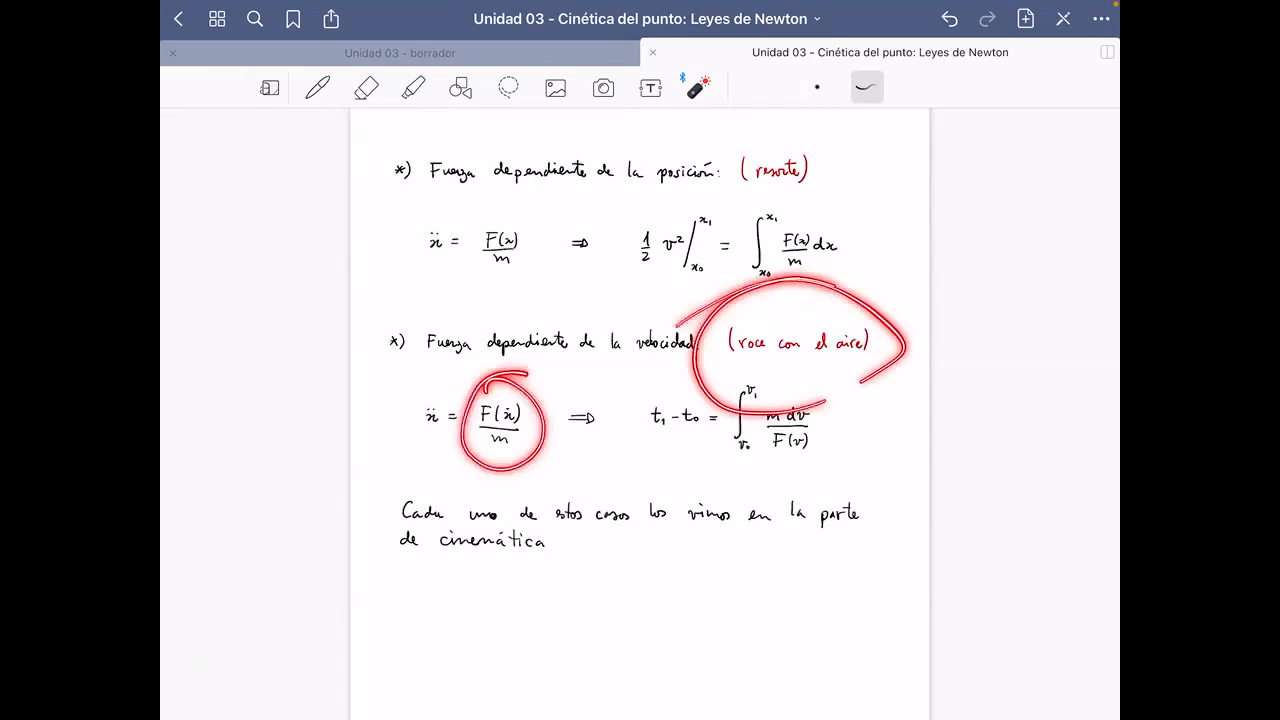 Unidad 03 - Cinética del punto: Leyes de Newton
Unidad 03 - borrador
Unidad 03 - Cinética del punto: Leyes de Newton
*) Fuerza dependiente de la posición: (resorte)
ẍ = F(x)/m ⇒ 1/2 v² |_{x₀}^{x₁} = ∫_{x₀}^{x₁} F(x)/m dx
*) Fuerza dependiente de la velocidad (roce con el aire)
ẍ = F(ẋ)/m ⇒ t₁ - t₀ = ∫_{v₀}^{v₁} m dv/F(v)
Cada uno de estos casos los vimos en la parte
de cinemática